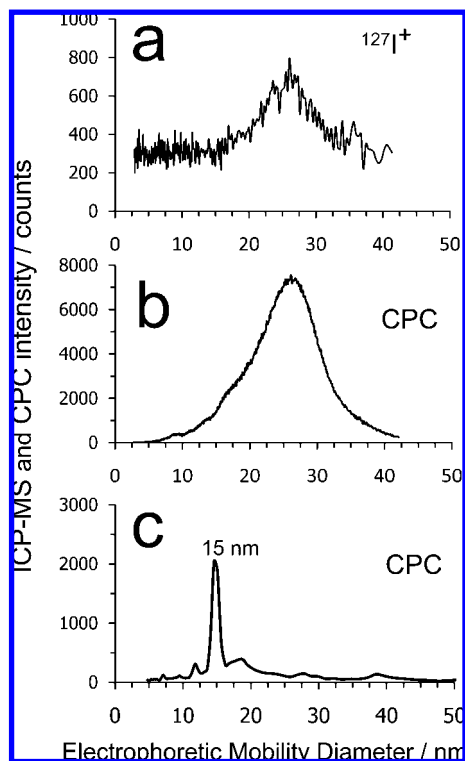 ICP-MS and CPC intensity / counts
1000
800
600
400
200
0
a
127I+
0 10 20 30 40 50
8000
6000
4000
2000
0
b
CPC
0 10 20 30 40 50
3000
2000
1000
0
c
15 nm
CPC
0 10 20 30 40 50
Electrophoretic Mobility Diameter / nm